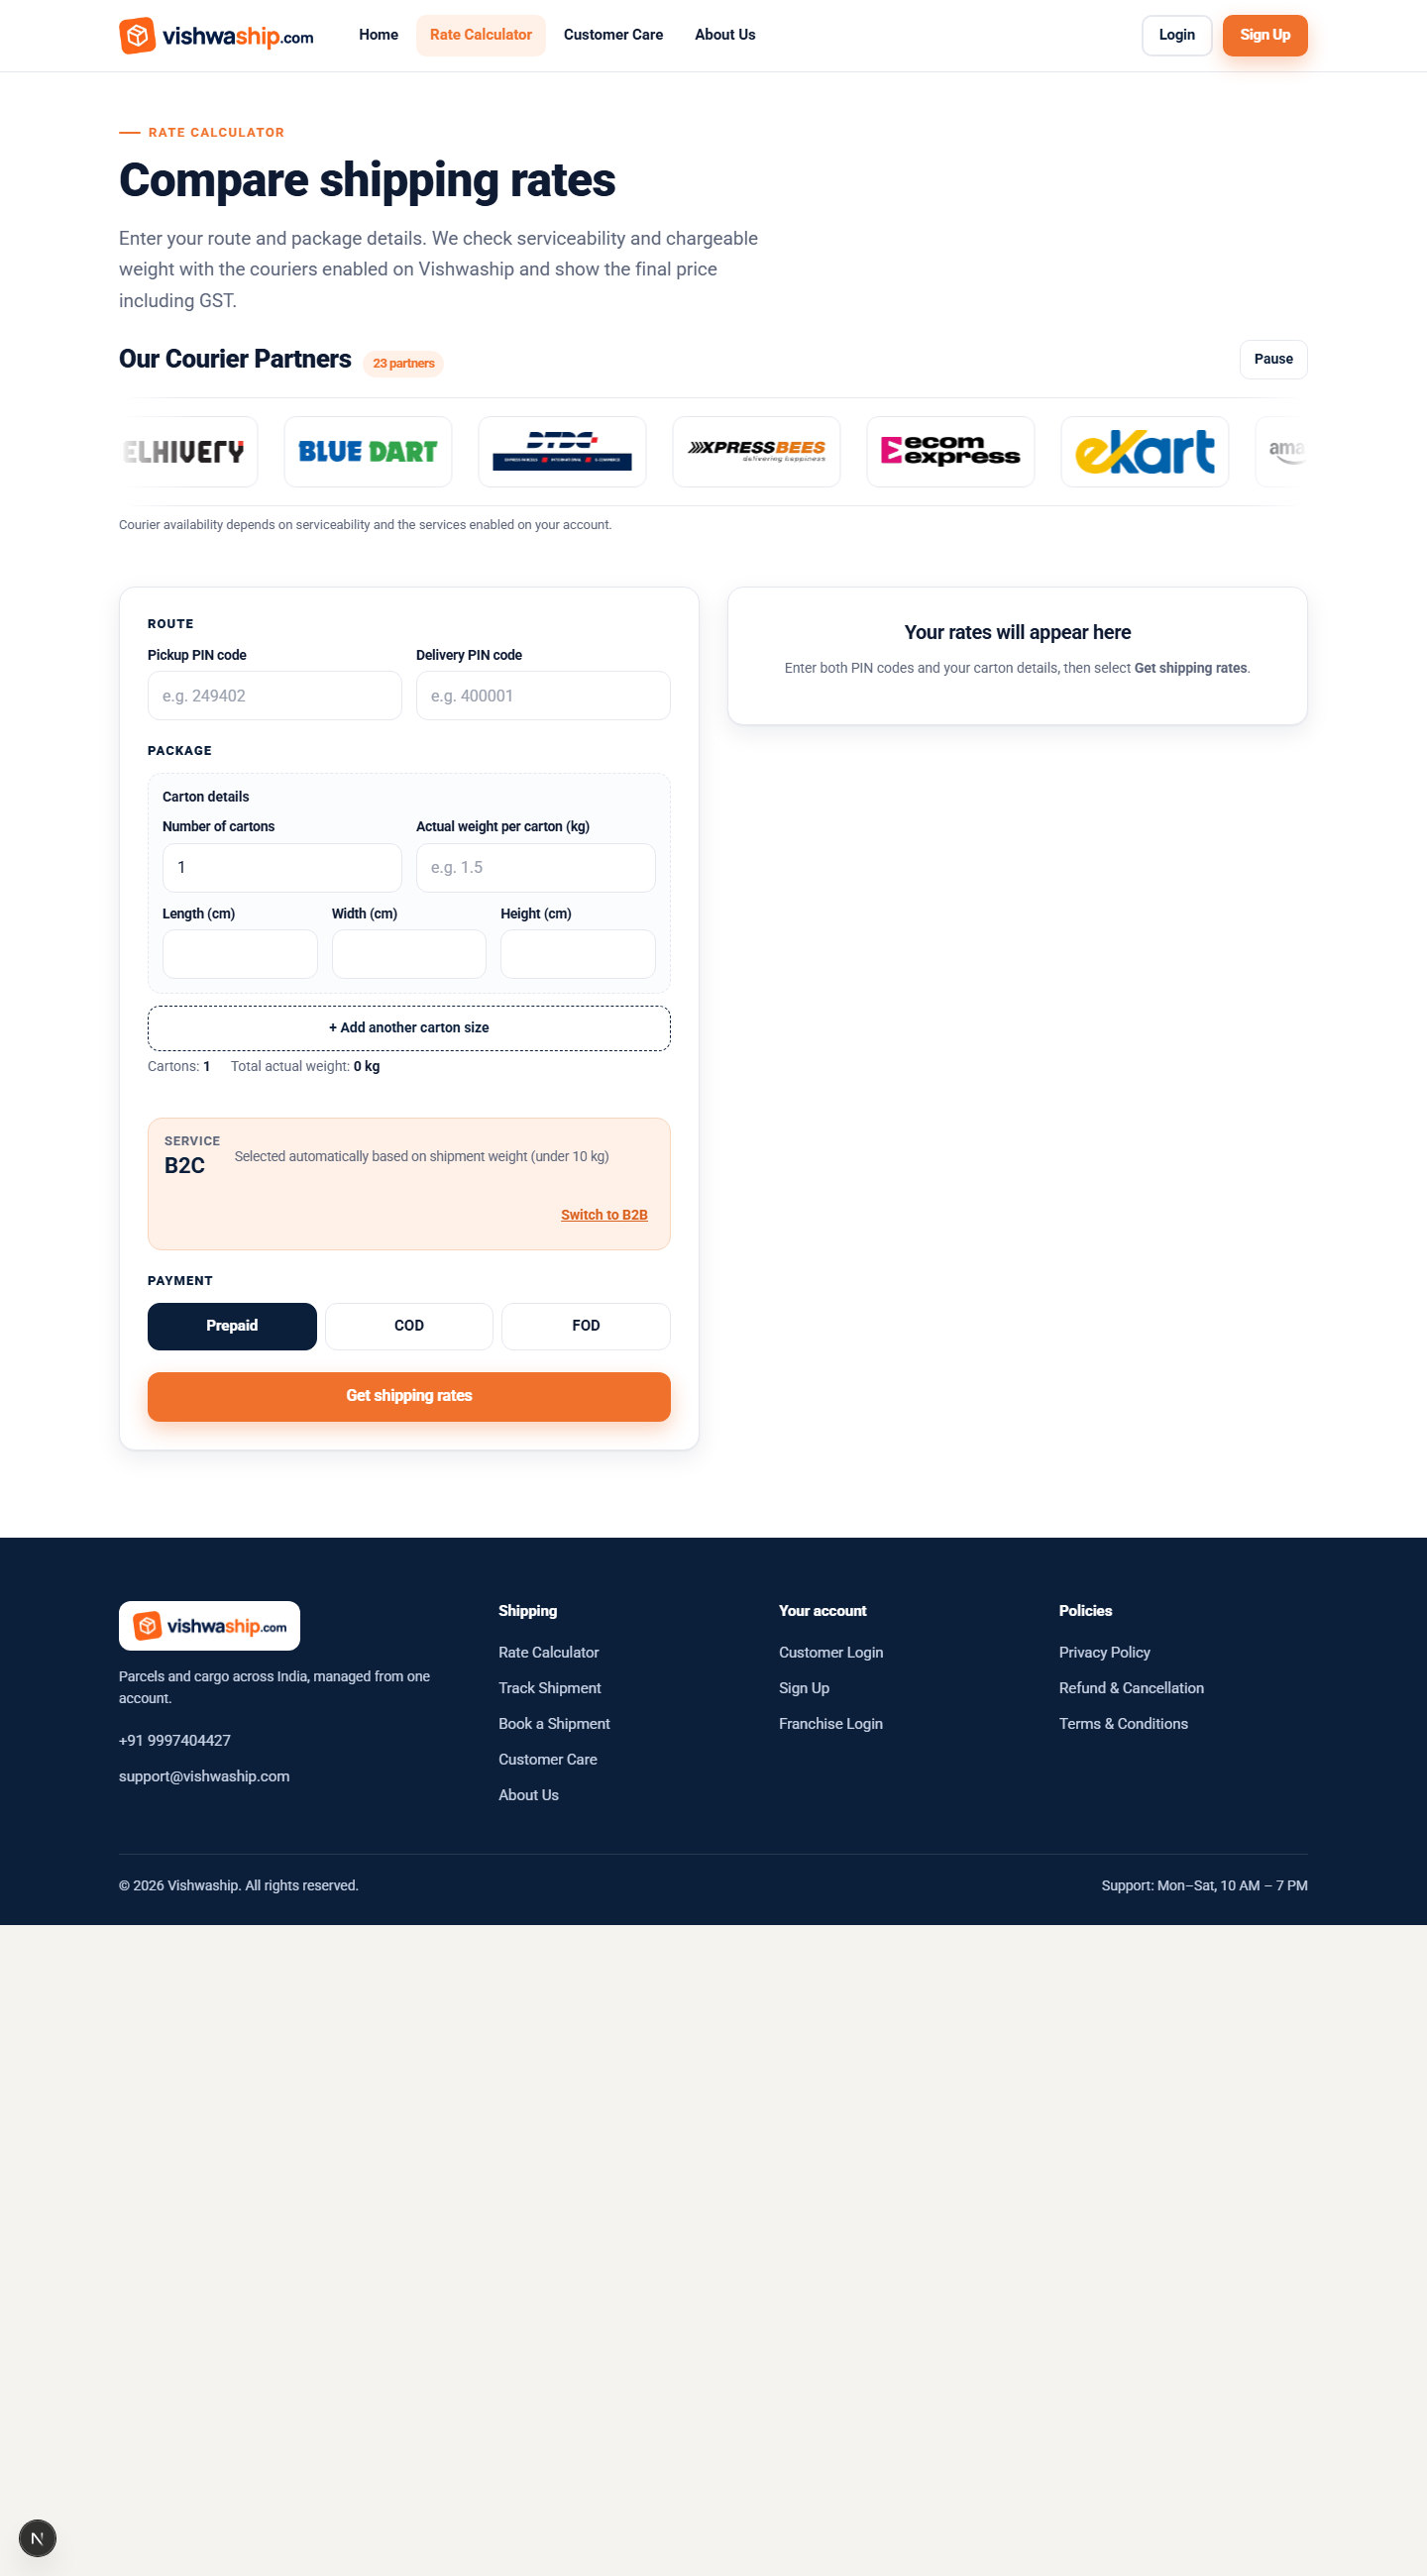 vishwaship.com
Home
Rate Calculator
Customer Care
About Us
Login
Sign Up
RATE CALCULATOR
Compare shipping rates
Enter your route and package details. We check serviceability and chargeable
weight with the couriers enabled on Vishwaship and show the final price
including GST.
Our Courier Partners
23 partners
Pause
ELHIVERY
BLUE DART
DTDC
EXPRESS PARCELS INTERNATIONAL E-COMMERCE
XPRESSBEES
delivering happiness
ecom
express
eKart
ama
Courier availability depends on serviceability and the services enabled on your account.
ROUTE
Pickup PIN code
Delivery PIN code
e.g. 249402
e.g. 400001
PACKAGE
Carton details
Number of cartons
Actual weight per carton (kg)
1
e.g. 1.5
Length (cm)
Width (cm)
Height (cm)
+ Add another carton size
Cartons: 1
Total actual weight: 0 kg
SERVICE
B2C
Selected automatically based on shipment weight (under 10 kg)
Switch to B2B
PAYMENT
Prepaid
COD
FOD
Get shipping rates
Your rates will appear here
Enter both PIN codes and your carton details, then select Get shipping rates.
vishwaship.com
Parcels and cargo across India, managed from one
account.
+91 9997404427
support@vishwaship.com
Shipping
Rate Calculator
Track Shipment
Book a Shipment
Customer Care
About Us
Your account
Customer Login
Sign Up
Franchise Login
Policies
Privacy Policy
Refund & Cancellation
Terms & Conditions
© 2026 Vishwaship. All rights reserved.
Support: Mon–Sat, 10 AM – 7 PM
N